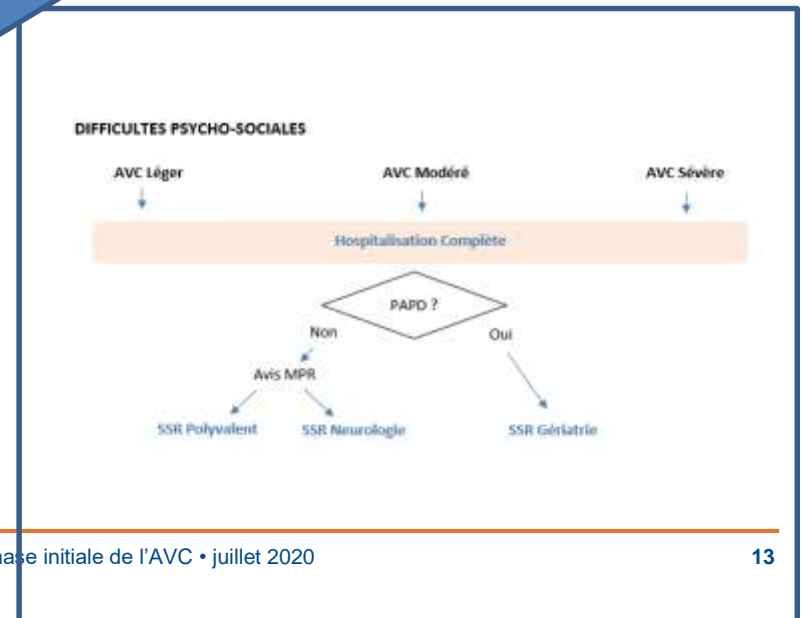 DIFFICULTES PSYCHO-SOCIALES
AVC Léger AVC Modéré AVC Sévère
Hospitalisation Complète
PAPD ?
Non Oui
Avis MPR
SSR Polyvalent SSR Neurologie SSR Gériatrie
hase initiale de l'AVC • juillet 2020 13